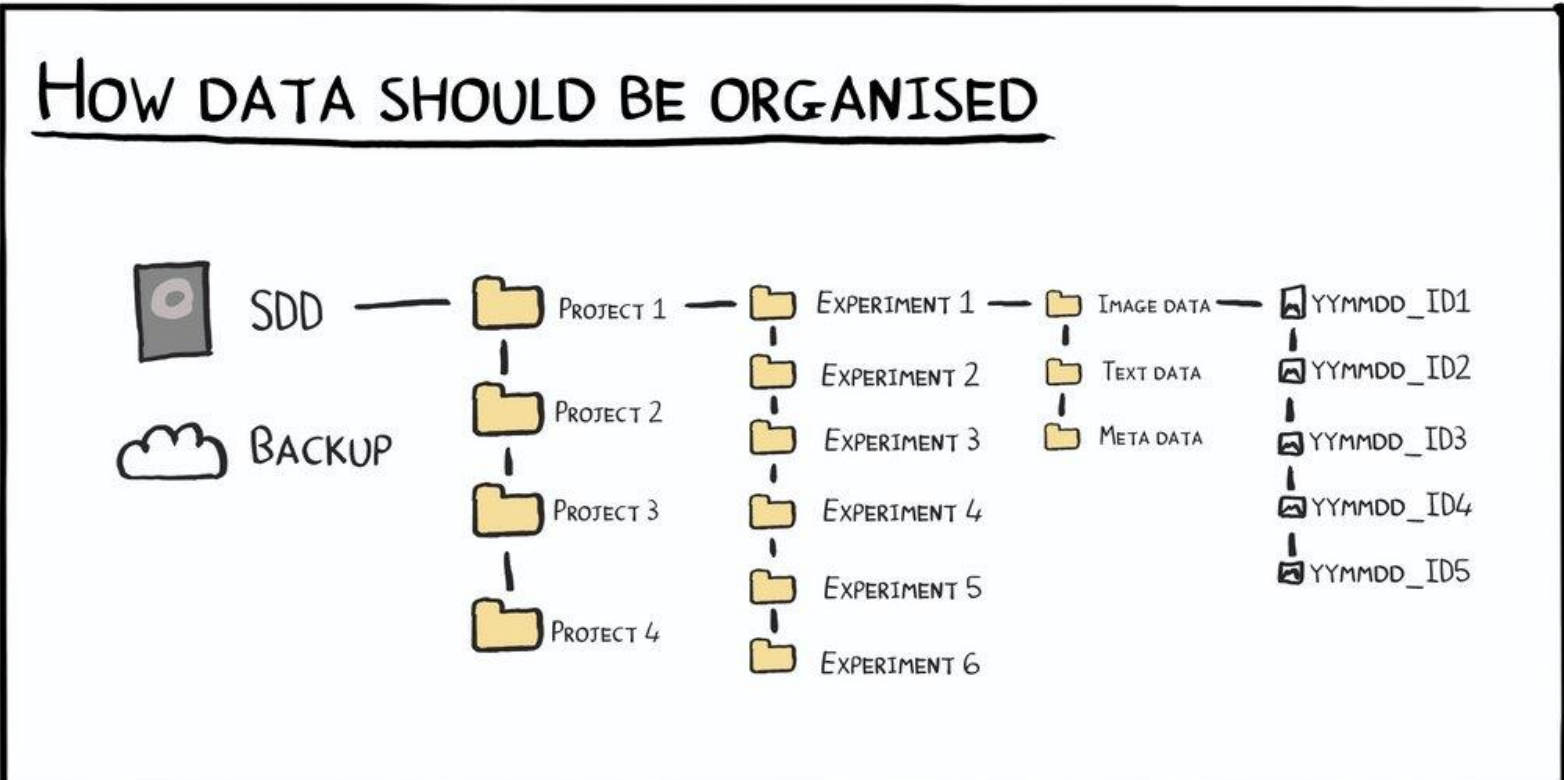 HOW DATA SHOULD BE ORGANISED
SDD
BACKUP
PROJECT 1
PROJECT 2
PROJECT 3
PROJECT 4
EXPERIMENT 1
EXPERIMENT 2
EXPERIMENT 3
EXPERIMENT 4
EXPERIMENT 5
EXPERIMENT 6
IMAGE DATA
TEXT DATA
META DATA
YYMMDD_ID1
YYMMDD_ID2
YYMMDD_ID3
YYMMDD_ID4
YYMMDD_ID5